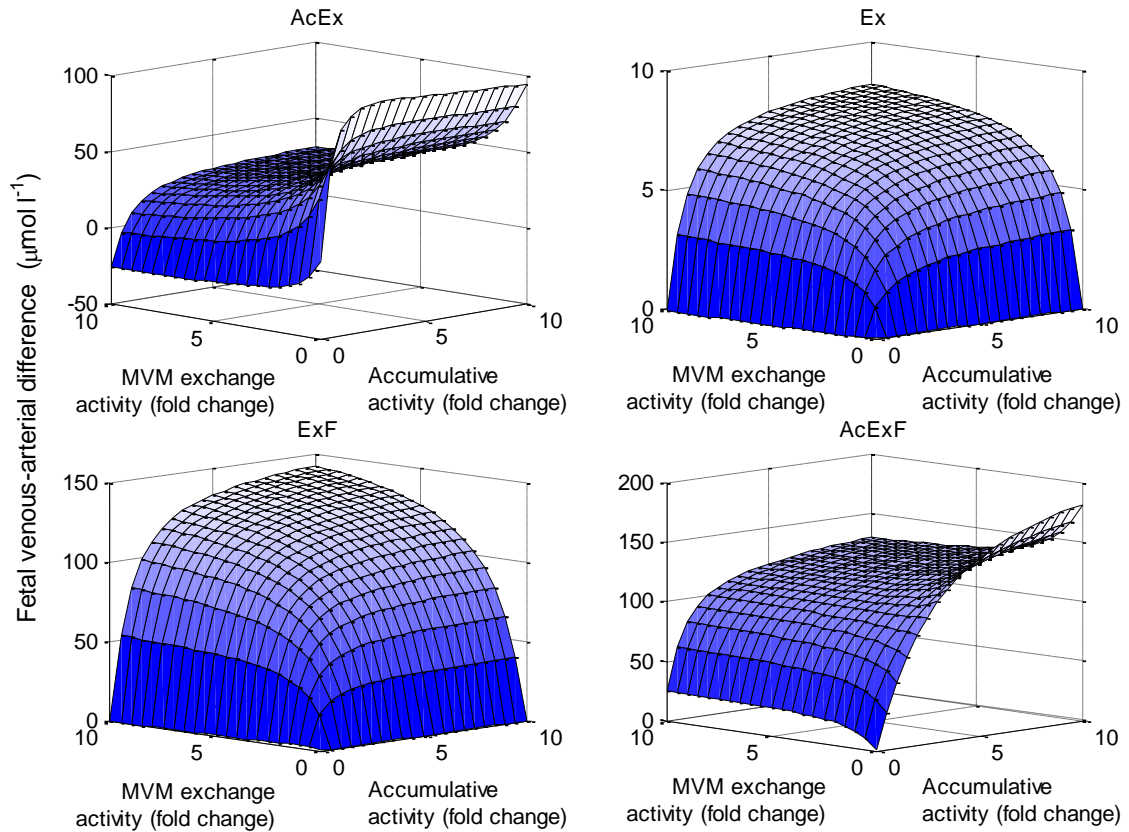 AcEx
Ex
Fetal venous-arterial difference (μmol l⁻¹)
100
50
0
-50
10
5
0
0
5
10
MVM exchange
activity (fold change)
Accumulative
activity (fold change)
10
5
0
10
5
0
0
5
10
MVM exchange
activity (fold change)
Accumulative
activity (fold change)
ExF
AcExF
150
100
50
0
10
5
0
0
5
10
MVM exchange
activity (fold change)
Accumulative
activity (fold change)
200
150
100
50
0
10
5
0
0
5
10
MVM exchange
activity (fold change)
Accumulative
activity (fold change)